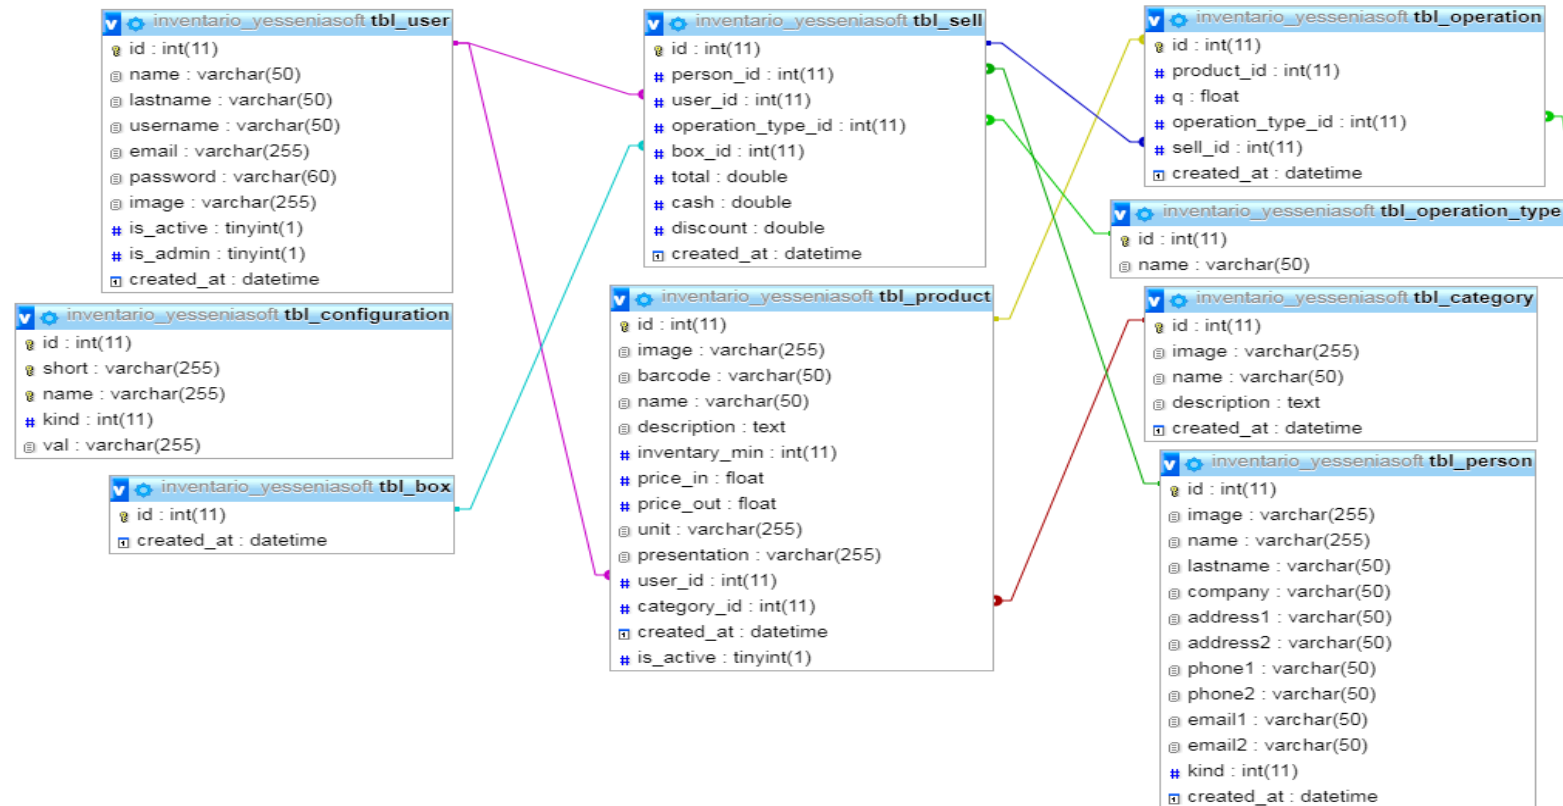 inventario_yesseniasoft tbl_user
id : int(11)
name : varchar(50)
lastname : varchar(50)
username : varchar(50)
email : varchar(255)
password : varchar(60)
image : varchar(255)
is_active : tinyint(1)
is_admin : tinyint(1)
created_at : datetime
inventario_yesseniasoft tbl_configuration
id : int(11)
short : varchar(255)
name : varchar(255)
kind : int(11)
val : varchar(255)
inventario_yesseniasoft tbl_box
id : int(11)
created_at : datetime
inventario_yesseniasoft tbl_sell
id : int(11)
person_id : int(11)
user_id : int(11)
operation_type_id : int(11)
box_id : int(11)
total : double
cash : double
discount : double
created_at : datetime
inventario_yesseniasoft tbl_product
id : int(11)
image : varchar(255)
barcode : varchar(50)
name : varchar(50)
description : text
inventary_min : int(11)
price_in : float
price_out : float
unit : varchar(255)
presentation : varchar(255)
user_id : int(11)
category_id : int(11)
created_at : datetime
is_active : tinyint(1)
inventario_yesseniasoft tbl_operation
id : int(11)
product_id : int(11)
q : float
operation_type_id : int(11)
sell_id : int(11)
created_at : datetime
inventario_yesseniasoft tbl_operation_type
id : int(11)
name : varchar(50)
inventario_yesseniasoft tbl_category
id : int(11)
image : varchar(255)
name : varchar(50)
description : text
created_at : datetime
inventario_yesseniasoft tbl_person
id : int(11)
image : varchar(255)
name : varchar(255)
lastname : varchar(50)
company : varchar(50)
address1 : varchar(50)
address2 : varchar(50)
phone1 : varchar(50)
phone2 : varchar(50)
email1 : varchar(50)
email2 : varchar(50)
kind : int(11)
created_at : datetime